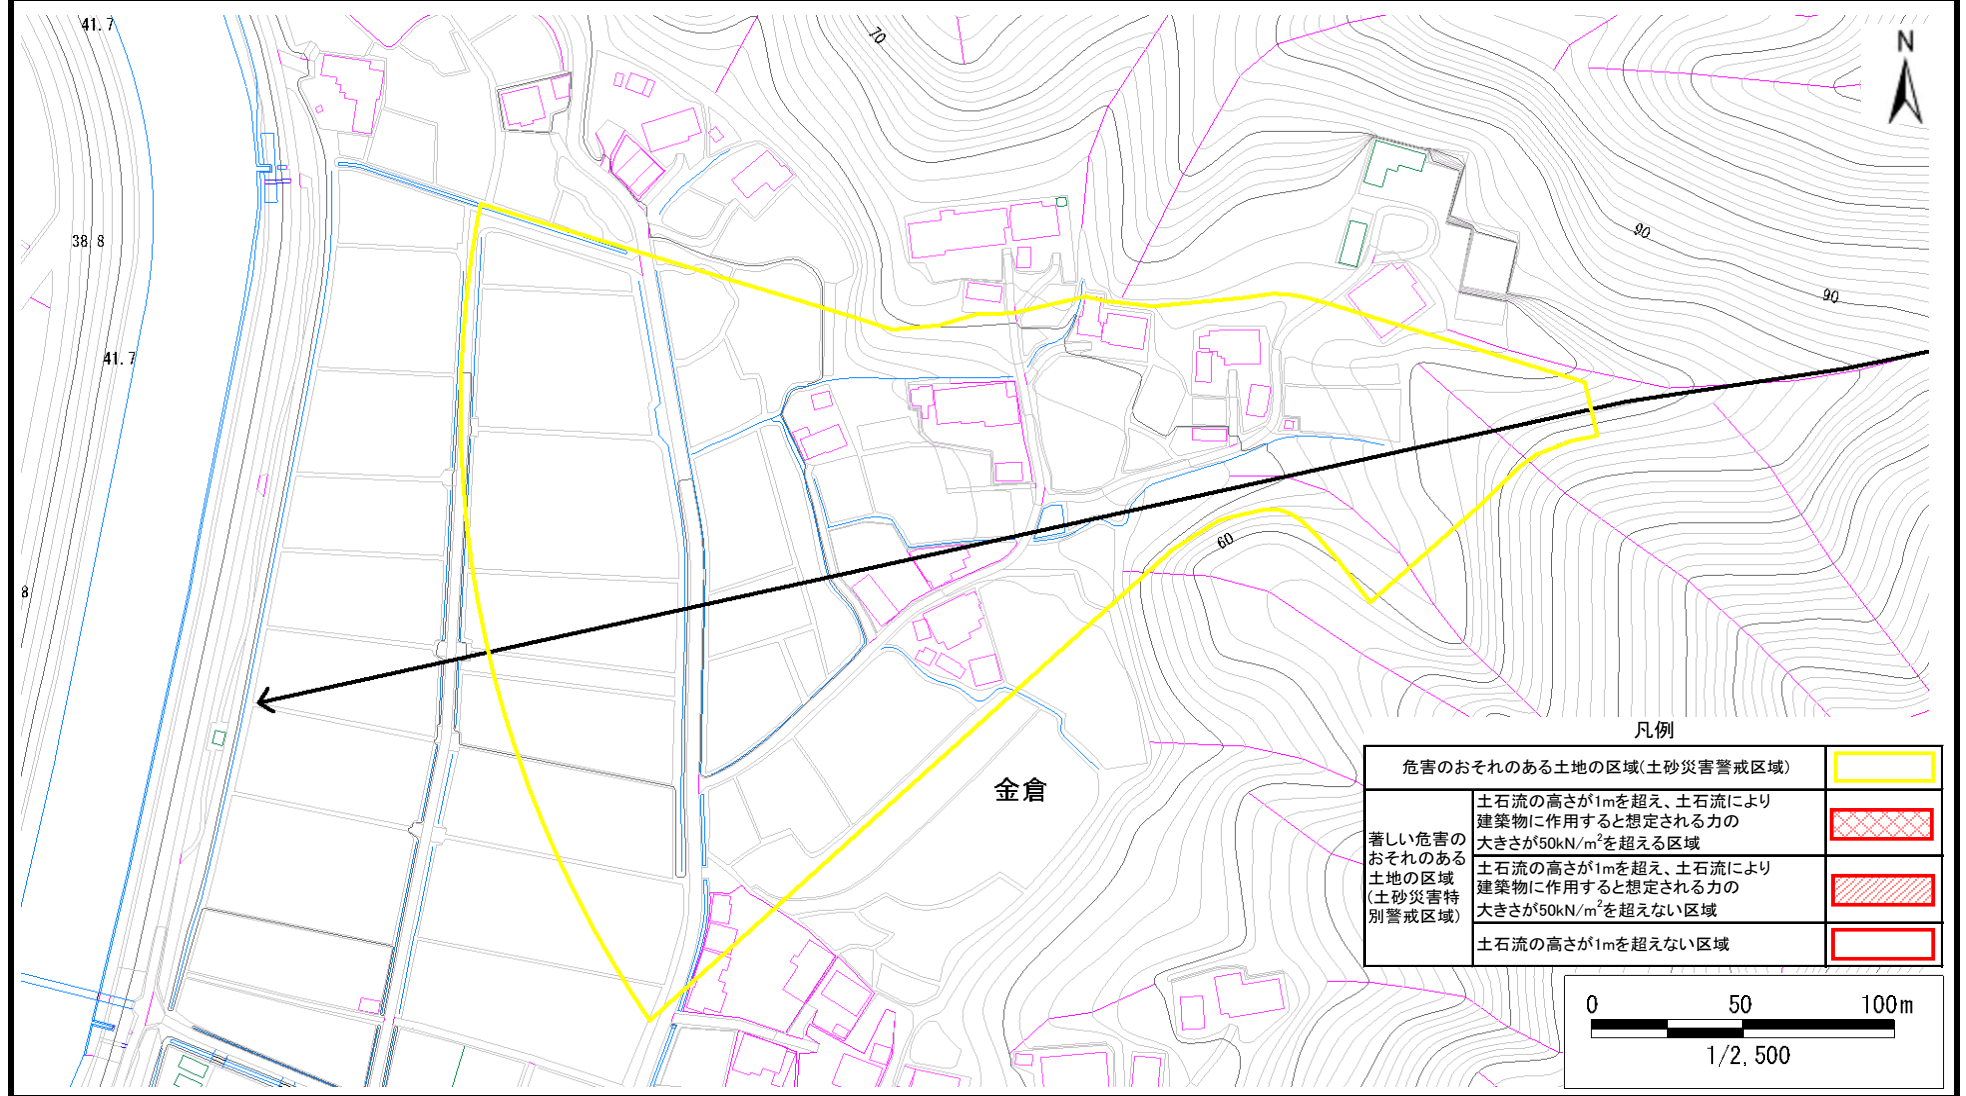 41.7
70
N
38.8
90
90
41.7
60
8
金倉
凡例
危害のおそれのある土地の区域(土砂災害警戒区域)
著しい危害の
おそれのある
土地の区域
(土砂災害特
別警戒区域)
土石流の高さが1mを超え、土石流により
建築物に作用すると想定される力の
大きさが50kN/m²を超える区域
土石流の高さが1mを超え、土石流により
建築物に作用すると想定される力の
大きさが50kN/m²を超えない区域
土石流の高さが1mを超えない区域
0 50 100m
1/2,500